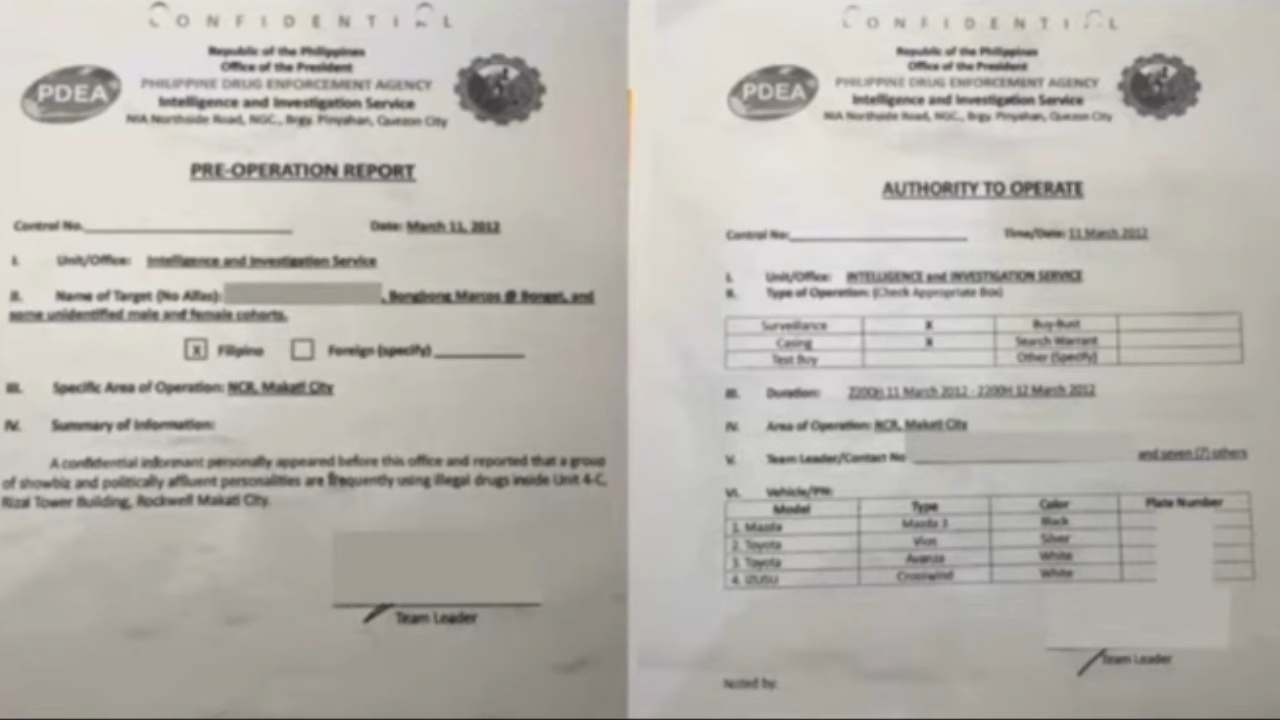 CONFIDENTIAL
Republic of the Philippines
Office of the President
PDEA
PHILIPPINE DRUG ENFORCEMENT AGENCY
Intelligence and Investigation Service
NIA Northside Road, NGC., Brgy. Pinyahan, Quezon City
PRE-OPERATION REPORT
Control No. Date: March 11, 2012
I. Unit/Office: Intelligence and Investigation Service
II. Name of Target (No Alias): , Bongbong Marcos @ Bonget, and
some unidentified male and female cohorts.
X Filipino Foreign (specify)
III. Specific Area of Operation: NCR, Makati City
IV. Summary of Information:
A confidential informant personally appeared before this office and reported that a group
of showbiz and politically affluent personalities are frequently using illegal drugs inside Unit 4-C,
Rizal Tower Building, Rockwell Makati City.
Team Leader
CONFIDENTIAL
Republic of the Philippines
Office of the President
PDEA
PHILIPPINE DRUG ENFORCEMENT AGENCY
Intelligence and Investigation Service
NIA Northside Road, NGC., Brgy. Pinyahan, Quezon City
AUTHORITY TO OPERATE
Control No: Time/Date: 11 March 2012
I. Unit/Office: INTELLIGENCE and INVESTIGATION SERVICE
II. Type of Operation: (Check Appropriate Box)
Surveillance X Buy-Bust
Casing X Search Warrant
Test Buy Other (Specify)
III. Duration: 2200H 11 March 2012 - 2200H 12 March 2012
IV. Area of Operation: NCR, Makati City
V. Team Leader/Contact No and seven (7) others
VI. Vehicle/PN:
Model Type Color Plate Number
1. Mazda Mazda 3 Black
2. Toyota Vios Silver
3. Toyota Avanza White
4. IZUSU Crosswind White
Team Leader
Noted by: